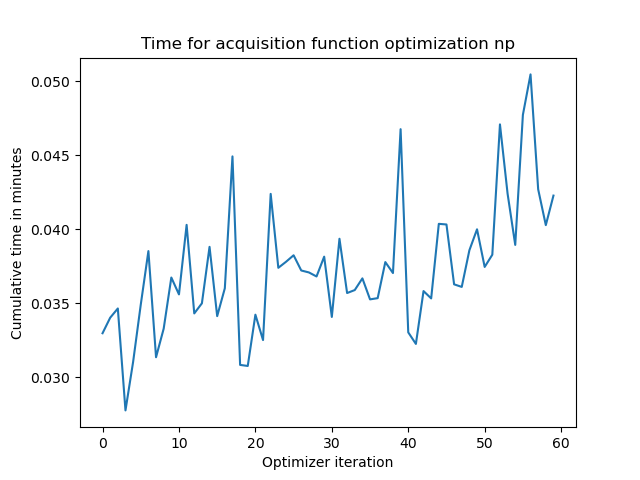 Time for acquisition function optimization np
0.050
0.045
0.040
0.035
0.030
Cumulative time in minutes
0 10 20 30 40 50 60
Optimizer iteration